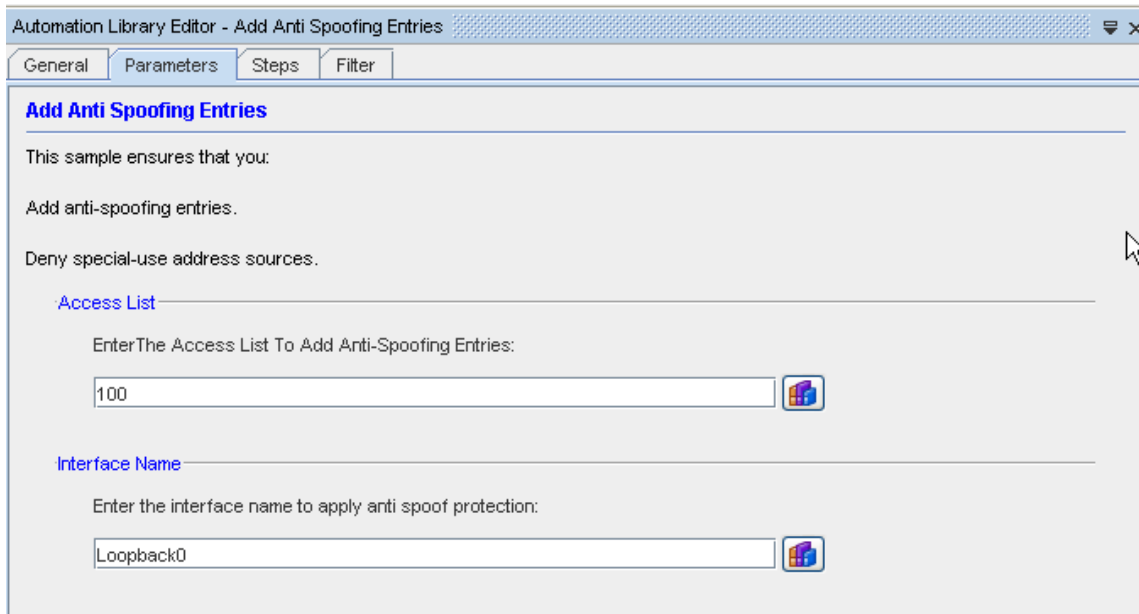 Automation Library Editor - Add Anti Spoofing Entries
General Parameters Steps Filter
Add Anti Spoofing Entries
This sample ensures that you:
Add anti-spoofing entries.
Deny special-use address sources.
Access List
EnterThe Access List To Add Anti-Spoofing Entries:
100
Interface Name
Enter the interface name to apply anti spoof protection:
Loopback0